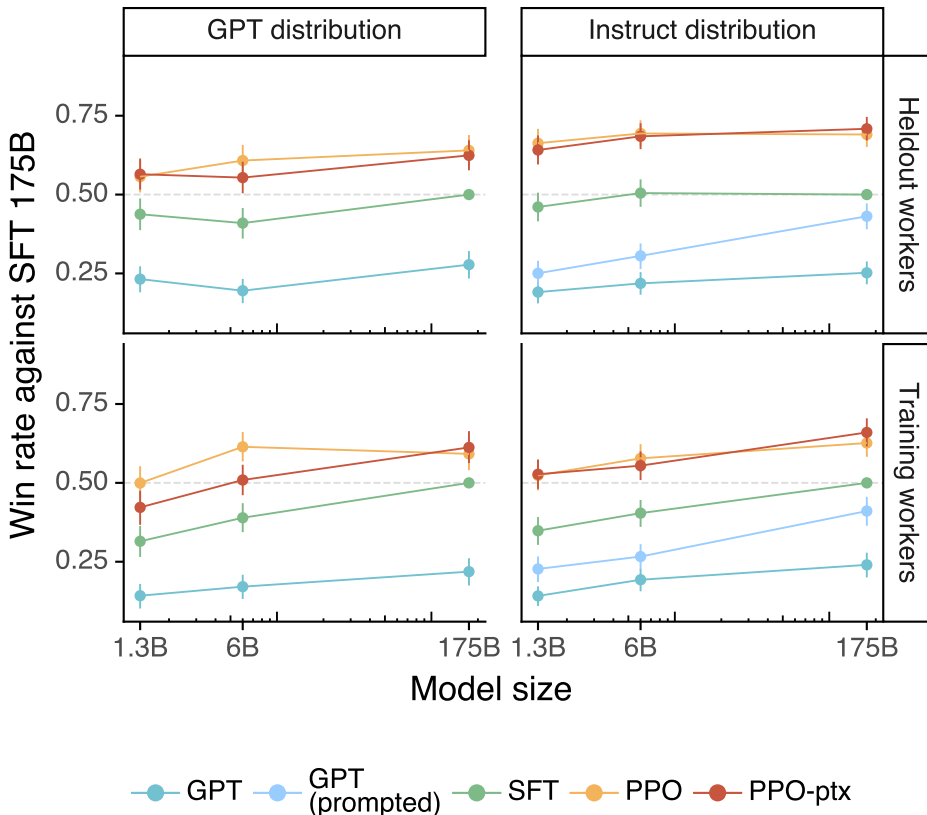 GPT distribution
Instruct distribution
Win rate against SFT 175B
0.75
0.50
0.25
Heldout workers
0.75
0.50
0.25
Training workers
1.3B
6B
175B
1.3B
6B
175B
Model size
GPT
GPT
(prompted)
SFT
PPO
PPO-ptx